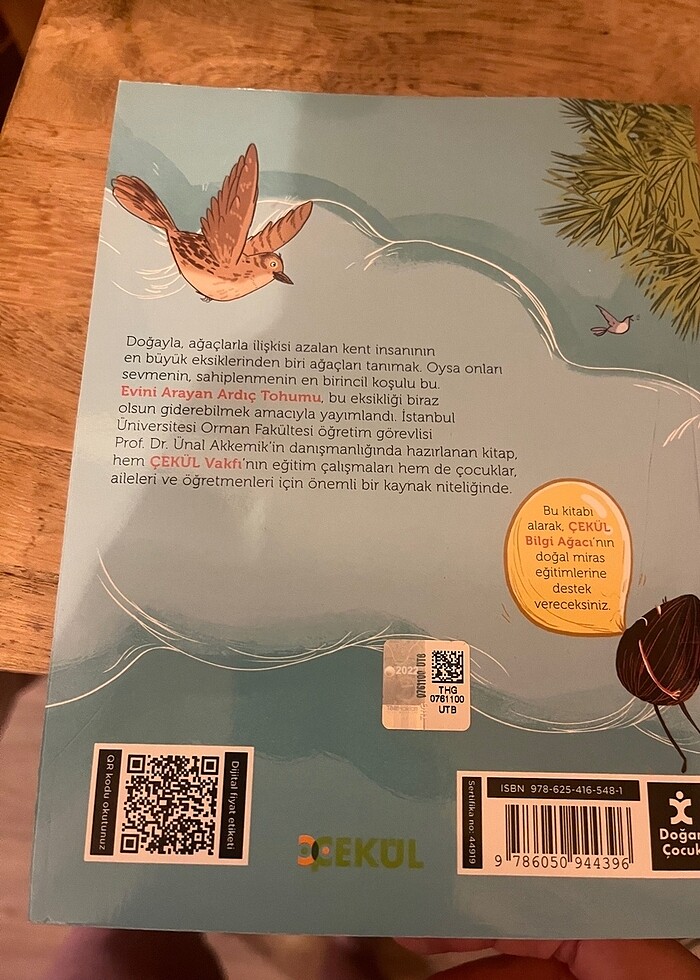 Doğayla, ağaçlarla ilişkisi azalan kent insanının
en büyük eksiklerinden biri ağaçları tanımak. Oysa onları
sevmenin, sahiplenmenin en birincil koşulu bu.
Evini Arayan Ardıç Tohumu, bu eksikliği biraz
olsun giderebilmek amacıyla yayımlandı. İstanbul
Üniversitesi Orman Fakültesi öğretim görevlisi
Prof. Dr. Ünal Akkemik'in danışmanlığında hazırlanan kitap,
hem ÇEKÜL Vakfı'nın eğitim çalışmaları hem de çocuklar,
aileleri ve öğretmenleri için önemli bir kaynak niteliğinde.
Bu kitabı
alarak, ÇEKÜL
Bilgi Ağacı'nın
doğal miras
eğitimlerine
destek
vereceksiniz.
2022
0761100 UTB
THG
0761100
UTB
QR kodu okutunuz
Dijital fiyat etiketi
ÇEKÜL
Sertifika no: 44919
ISBN 978-625-416-548-1
9 786050 944396
Doğan
Çocuk